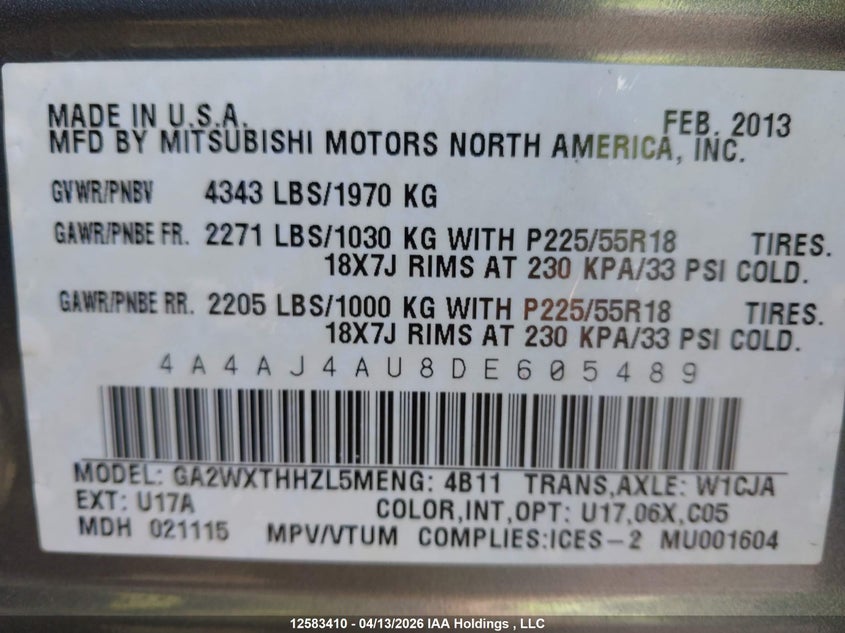 MADE IN U.S.A. FEB. 2013
MFD BY MITSUBISHI MOTORS NORTH AMERICA, INC.
GVWR/PNBV 4343 LBS/1970 KG
GAWR/PNBE FR. 2271 LBS/1030 KG WITH P225/55R18 TIRES.
18X7J RIMS AT 230 KPA/33 PSI COLD.
GAWR/PNBE RR. 2205 LBS/1000 KG WITH P225/55R18 TIRES.
18X7J RIMS AT 230 KPA/33 PSI COLD.
4A4AJ4AU8DE605489
MODEL: GA2WXTHHZL5MENG: 4B11 TRANS,AXLE: W1CJA
EXT: U17A COLOR,INT,OPT: U17,06X,C05
MDH 021115 MPV/VTUM COMPLIES:ICES-2 MU001604
12583410 - 04/13/2026 IAA Holdings , LLC